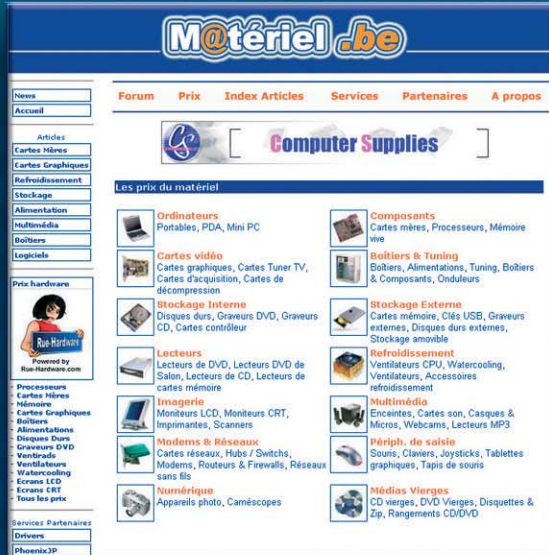 M@tériel .be
News
Accueil
Articles
Cartes Mères
Cartes Graphiques
Refroidissement
Stockage
Alimentation
Multimédia
Boîtiers
Logiciels
Prix hardware
Rue-Hardware
Powered by
Rue-Hardware.com
- Processeurs
- Cartes Mères
- Mémoire
- Cartes Graphiques
- Boîtiers
- Alimentations
- Disques Durs
- Graveurs DVD
- Ventirads
- Ventilateurs
- Watercooling
- Ecrans LCD
- Ecrans CRT
- Tous les prix
Services Partenaires
Drivers
PhoenixJP
Forum Prix Index Articles Services Partenaires A propos
CS [ Computer Supplies ]
Les prix du matériel
Ordinateurs
Portables, PDA, Mini PC
Composants
Cartes mères, Processeurs, Mémoire
vive
Cartes vidéo
Cartes graphiques, Cartes Tuner TV,
Cartes d'acquisition, Cartes de
décompression
Boîtiers & Tuning
Boîtiers, Alimentations, Tuning, Boîtiers
& Composants, Onduleurs
Stockage Interne
Disques durs, Graveurs DVD, Graveurs
CD, Cartes contrôleur
Stockage Externe
Cartes mémoire, Clés USB, Graveurs
externes, Disques durs externes,
Stockage amovible
Lecteurs
Lecteurs de DVD, Lecteurs DVD de
Salon, Lecteurs de CD, Lecteurs de
cartes mémoire
Refroidissement
Ventilateurs CPU, Watercooling,
Ventilateurs, Accessoires
refroidissement
Imagerie
Moniteurs LCD, Moniteurs CRT,
Imprimantes, Scanners
Multimédia
Enceintes, Cartes son, Casques &
Micros, Webcams, Lecteurs MP3
Modems & Réseaux
Cartes réseaux, Hubs / Switchs,
Modems, Routeurs & Firewalls, Réseaux
sans fils
Périph. de saisie
Souris, Claviers, Joysticks, Tablettes
graphiques, Tapis de souris
Numérique
Appareils photo, Caméscopes
Médias Vierges
CD vierges, DVD Vierges, Disquettes &
Zip, Rangements CD/DVD